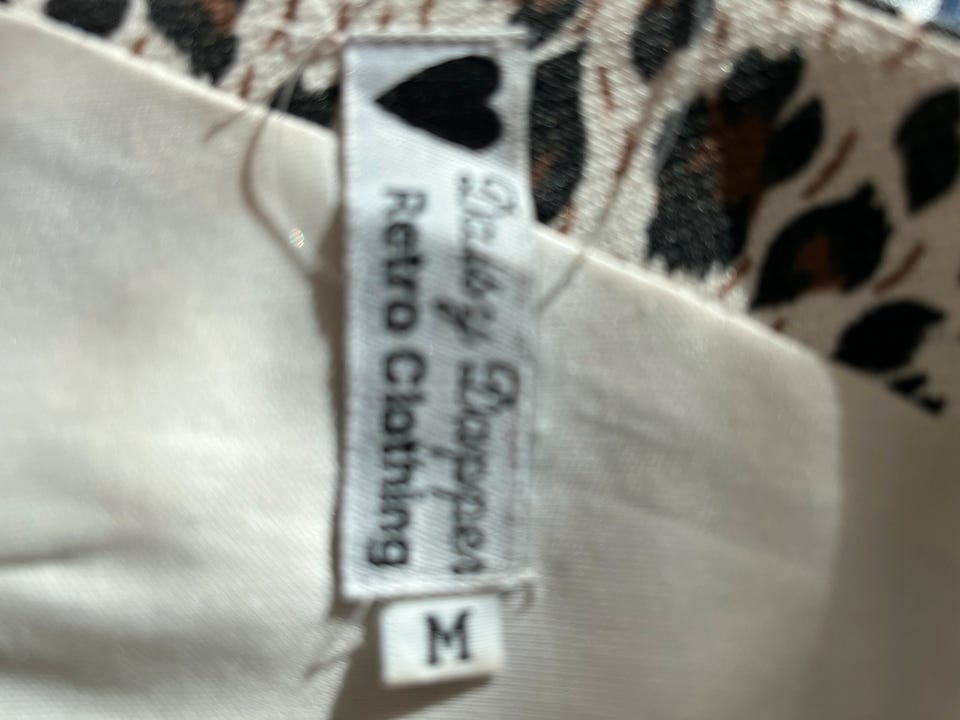 Daisy Dapper
Retro Clothing
M